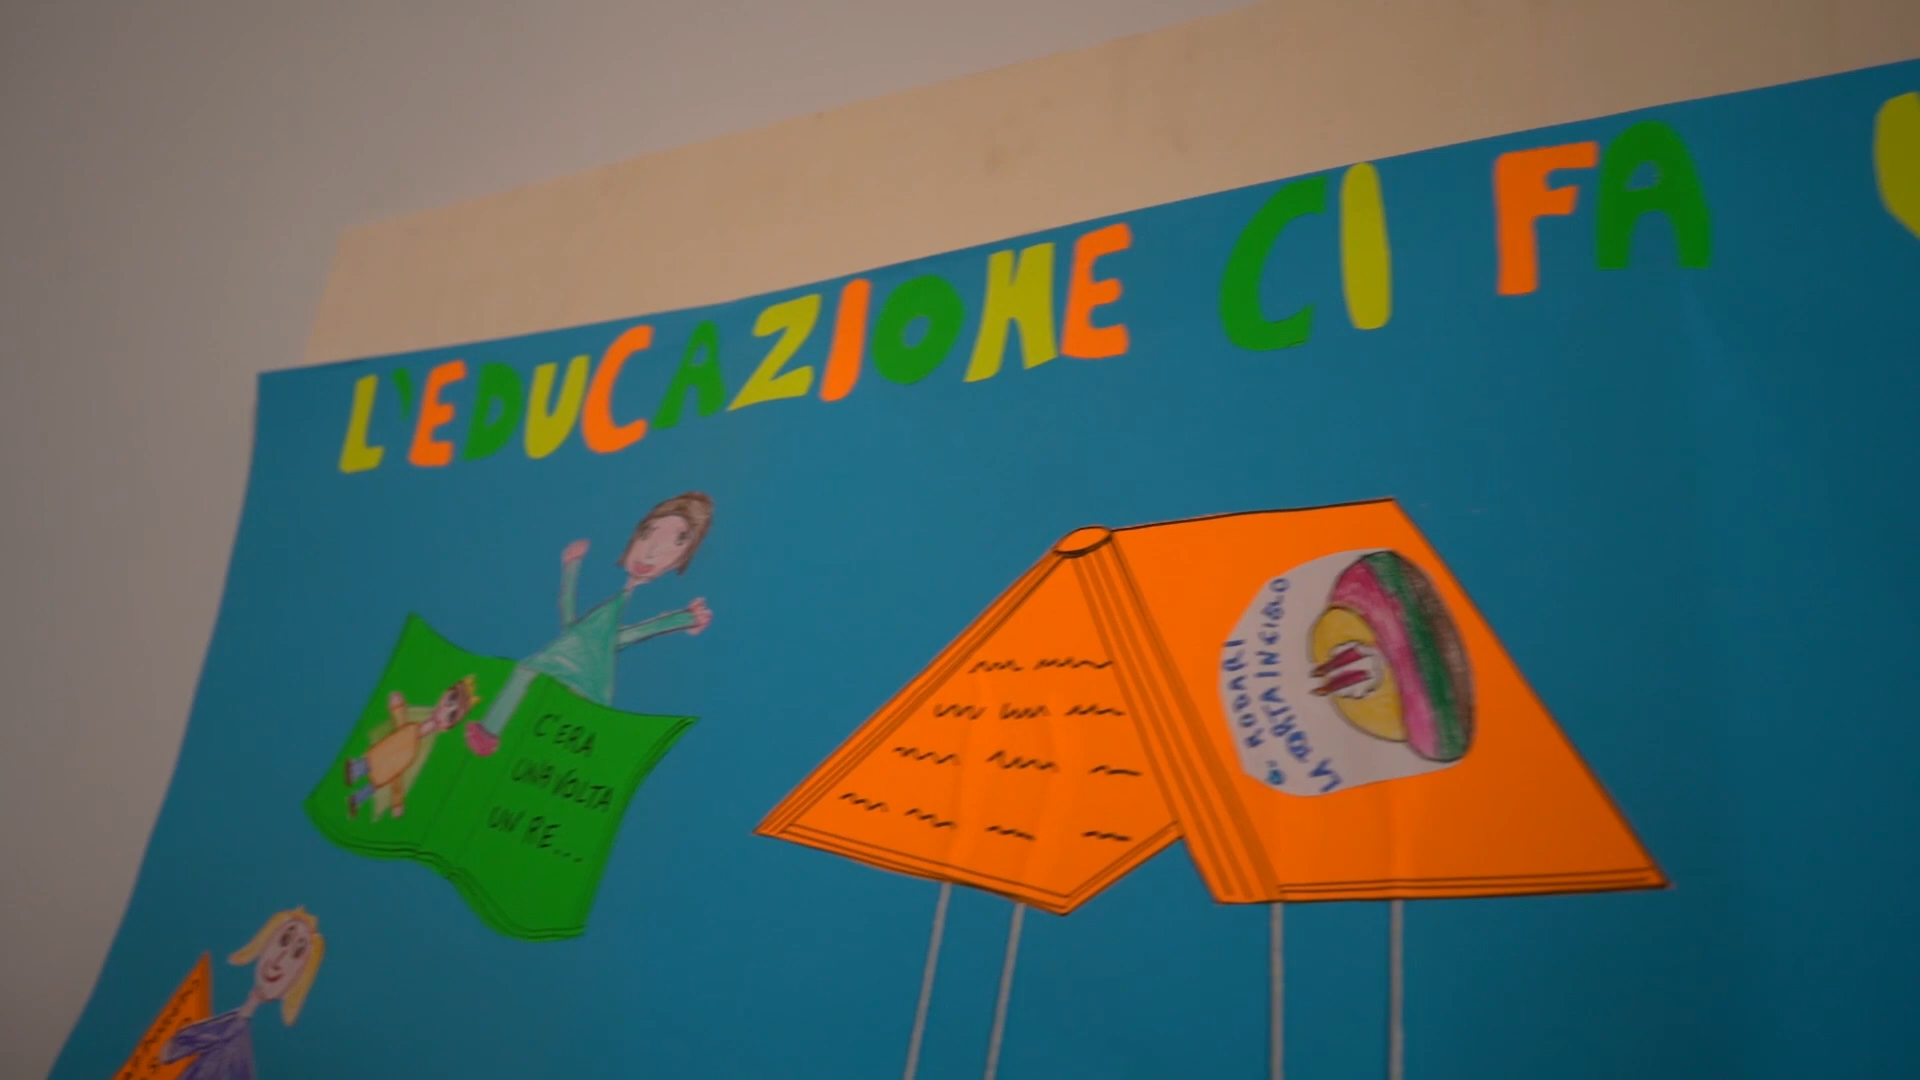 L'EDUCAZIONE CI FA
C'ERA
UNA VOLTA
UN RE...
G. RODARI
LA TORTA IN CIELO